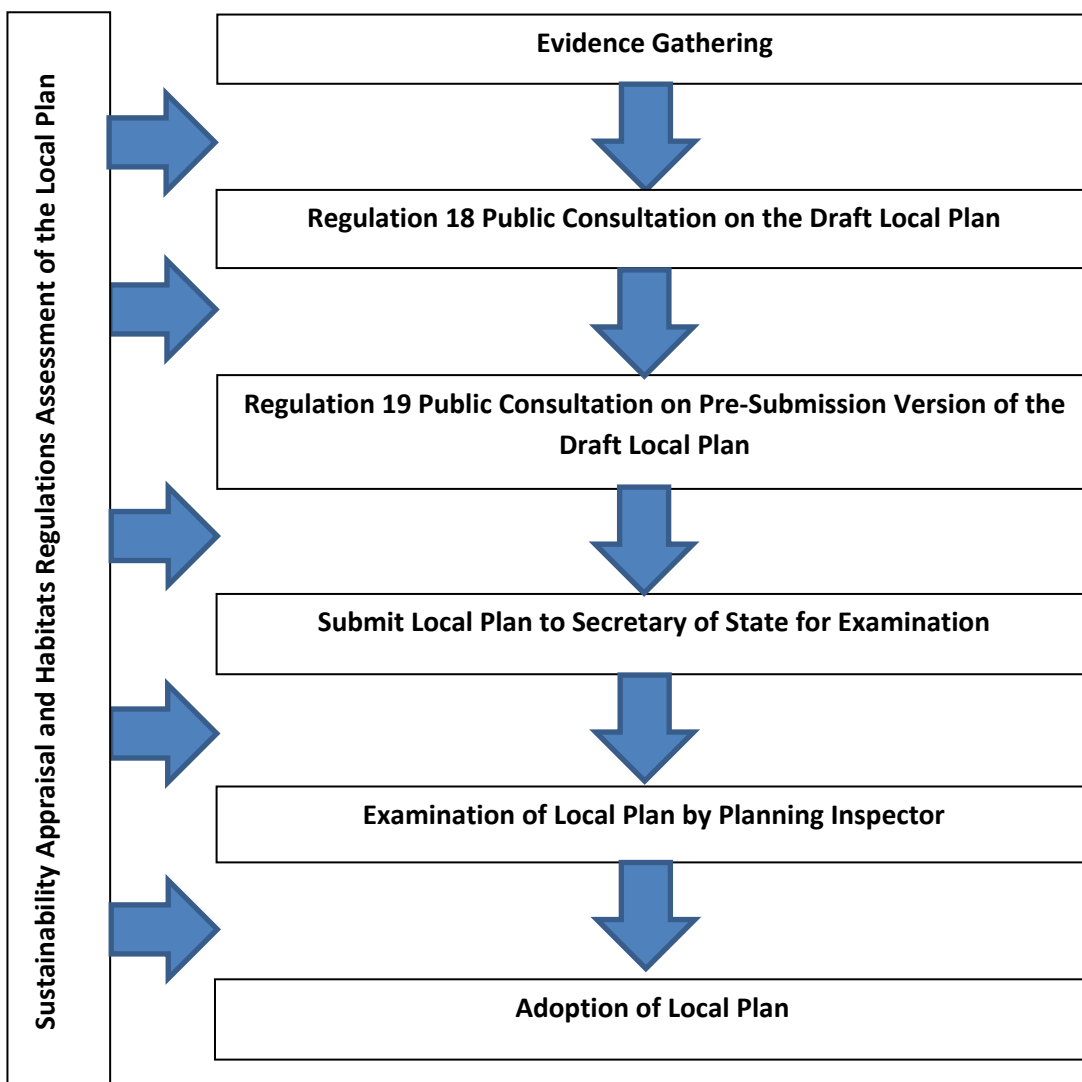 Sustainability Appraisal and Habitats Regulations Assessment of the Local Plan
Evidence Gathering
Regulation 18 Public Consultation on the Draft Local Plan
Regulation 19 Public Consultation on Pre-Submission Version of the
Draft Local Plan
Submit Local Plan to Secretary of State for Examination
Examination of Local Plan by Planning Inspector
Adoption of Local Plan